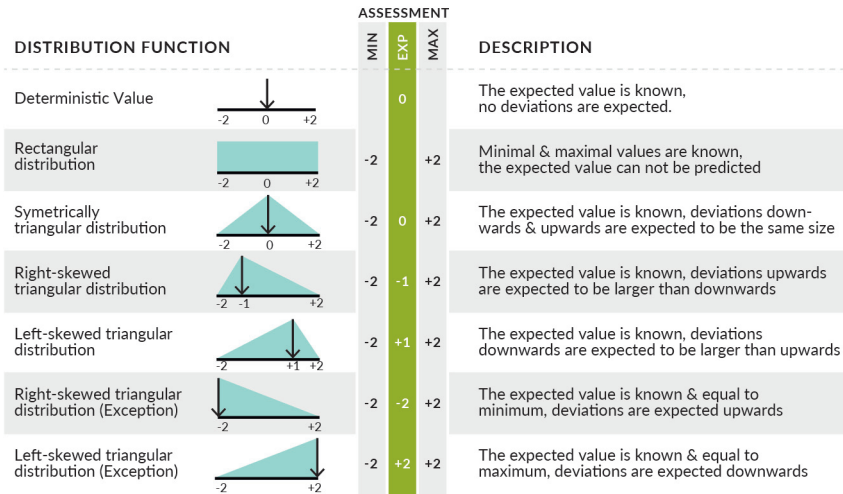 ASSESSMENT
DISTRIBUTION FUNCTION MIN EXP MAX DESCRIPTION
Deterministic Value
-2 0 +2
0
The expected value is known,
no deviations are expected.
Rectangular
distribution
-2 0 +2
-2 +2
Minimal & maximal values are known,
the expected value can not be predicted
Symetrically
triangular distribution
-2 0 +2
-2 0 +2
The expected value is known, deviations down-
wards & upwards are expected to be the same size
Right-skewed
triangular distribution
-2 -1 +2
-2 -1 +2
The expected value is known, deviations upwards
are expected to be larger than downwards
Left-skewed triangular
distribution
-2 +1 +2
-2 +1 +2
The expected value is known, deviations
downwards are expected to be larger than upwards
Right-skewed triangular
distribution (Exception)
-2 +2
-2 -2 +2
The expected value is known & equal to
minimum, deviations are expected upwards
Left-skewed triangular
distribution (Exception)
-2 +2
-2 +2 +2
The expected value is known & equal to
maximum, deviations are expected downwards